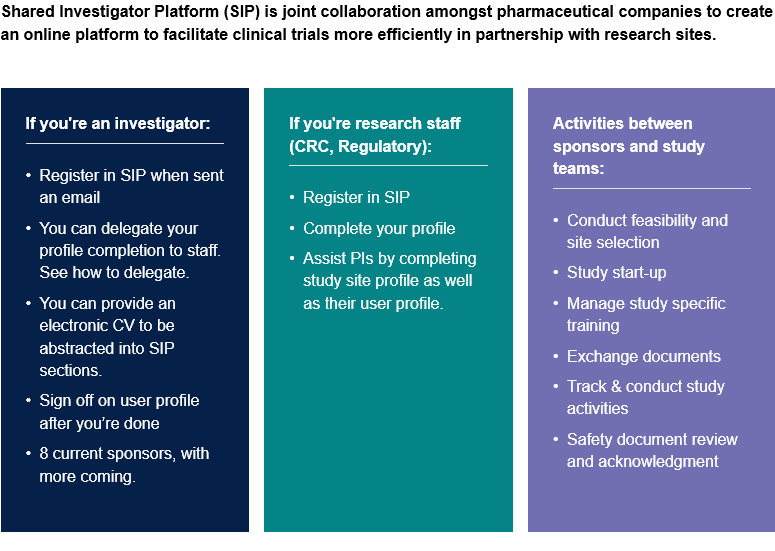 Shared Investigator Platform (SIP) is joint collaboration amongst pharmaceutical companies to create
an online platform to facilitate clinical trials more efficiently in partnership with research sites.
If you're an investigator:
• Register in SIP when sent
an email
• You can delegate your
profile completion to staff.
See how to delegate.
• You can provide an
electronic CV to be
abstracted into SIP
sections.
• Sign off on user profile
after you’re done
• 8 current sponsors, with
more coming.
If you're research staff
(CRC, Regulatory):
• Register in SIP
• Complete your profile
• Assist PIs by completing
study site profile as well
as their user profile.
Activities between
sponsors and study
teams:
• Conduct feasibility and
site selection
• Study start-up
• Manage study specific
training
• Exchange documents
• Track & conduct study
activities
• Safety document review
and acknowledgment